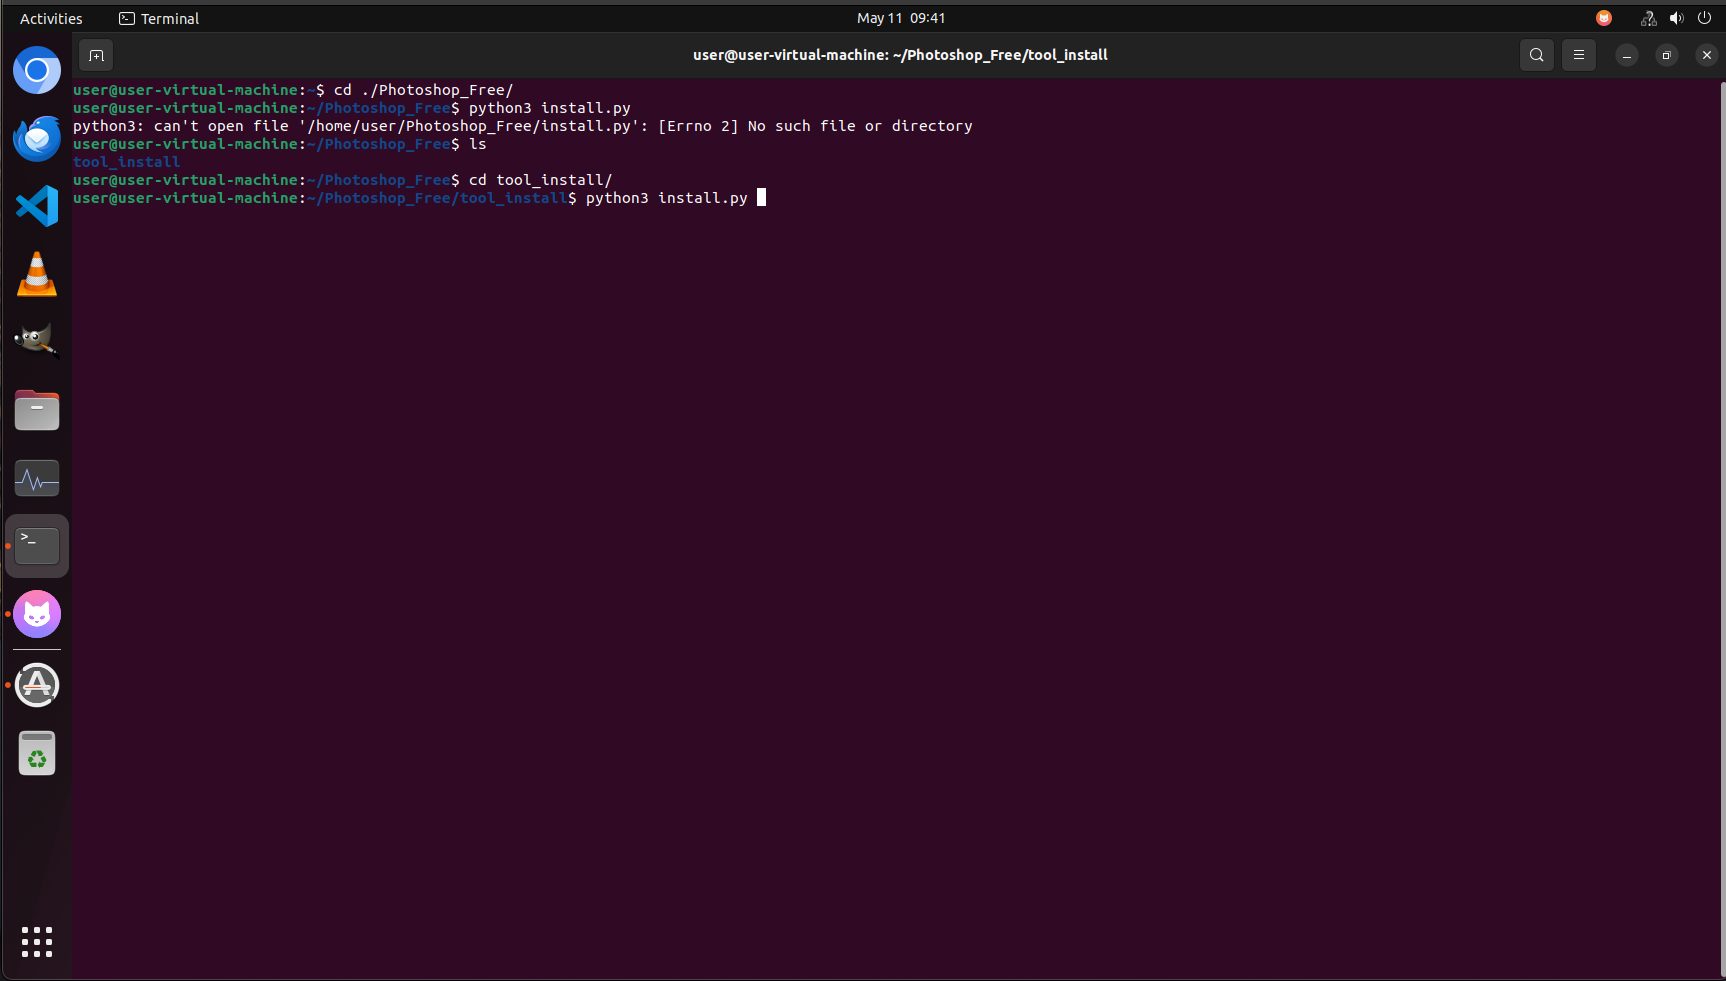 Activities
Terminal
May 11 09:41
user@user-virtual-machine: ~/Photoshop_Free/tool_install
user@user-virtual-machine:~$ cd ./Photoshop_Free/
user@user-virtual-machine:~/Photoshop_Free$ python3 install.py
python3: can't open file '/home/user/Photoshop_Free/install.py': [Errno 2] No such file or directory
user@user-virtual-machine:~/Photoshop_Free$ ls
tool_install
user@user-virtual-machine:~/Photoshop_Free$ cd tool_install/
user@user-virtual-machine:~/Photoshop_Free/tool_install$ python3 install.py